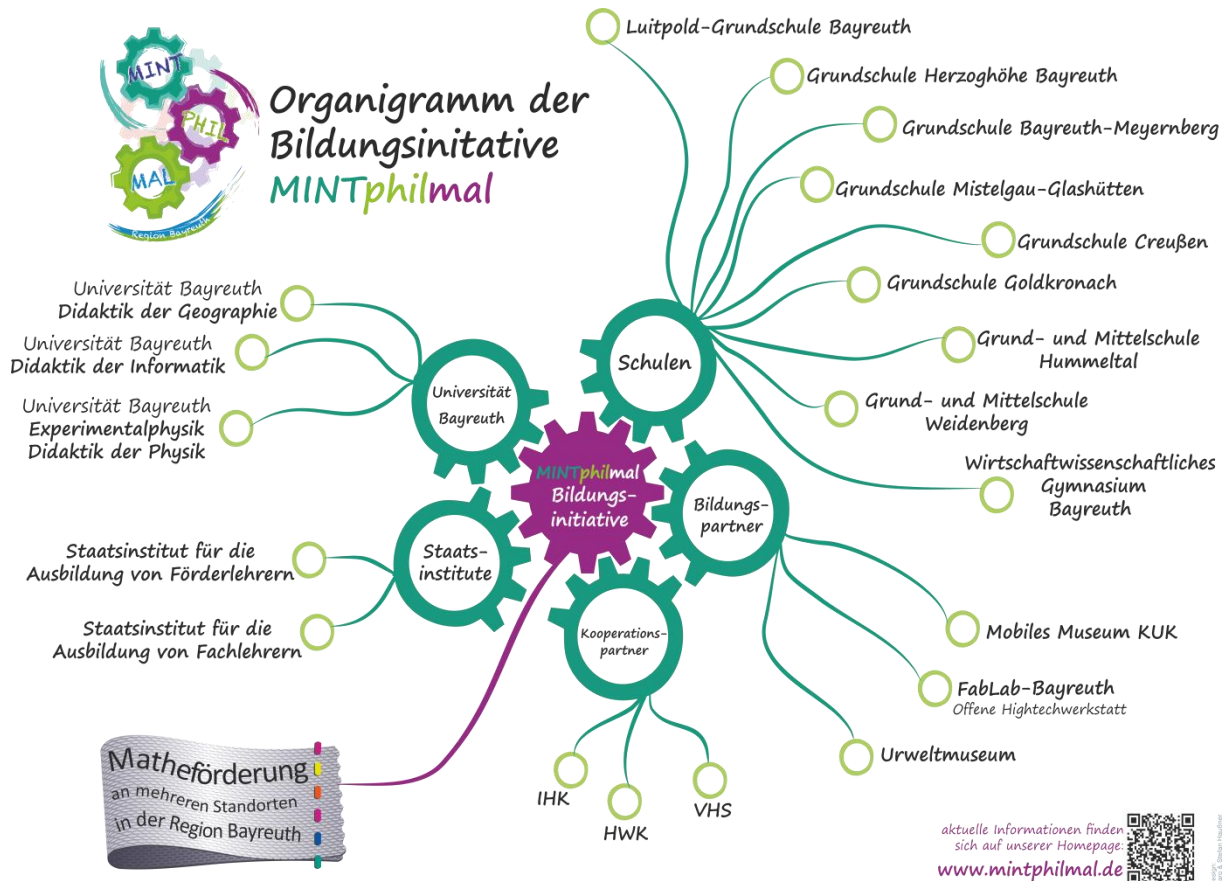 MINT
PHIL
MAL
Region Bayreuth
Organigramm der
Bildungsinitative
MINTphilmal
Luitpold-Grundschule Bayreuth
Grundschule Herzoghöhe Bayreuth
Grundschule Bayreuth-Meyernberg
Grundschule Mistelgau-Glashütten
Grundschule Creußen
Grundschule Goldkronach
Grund- und Mittelschule
Hummeltal
Grund- und Mittelschule
Weidenberg
Wirtschaftwissenschaftliches
Gymnasium
Bayreuth
Schulen
Universität Bayreuth
Didaktik der Geographie
Universität Bayreuth
Didaktik der Informatik
Universität Bayreuth
Experimentalphysik
Didaktik der Physik
Universität
Bayreuth
MINTphilmal
Bildungs-
initiative
Bildungs-
partner
Staats-
institute
Staatsinstitut für die
Ausbildung von Förderlehrern
Staatsinstitut für die
Ausbildung von Fachlehrern
Kooperations-
partner
Mobiles Museum KUK
FabLab-Bayreuth
Offene Hightechwerkstatt
Urweltmuseum
IHK
HWK
VHS
Matheförderung
an mehreren Standorten
in der Region Bayreuth
aktuelle Informationen finden
sich auf unserer Homepage:
www.mintphilmal.de